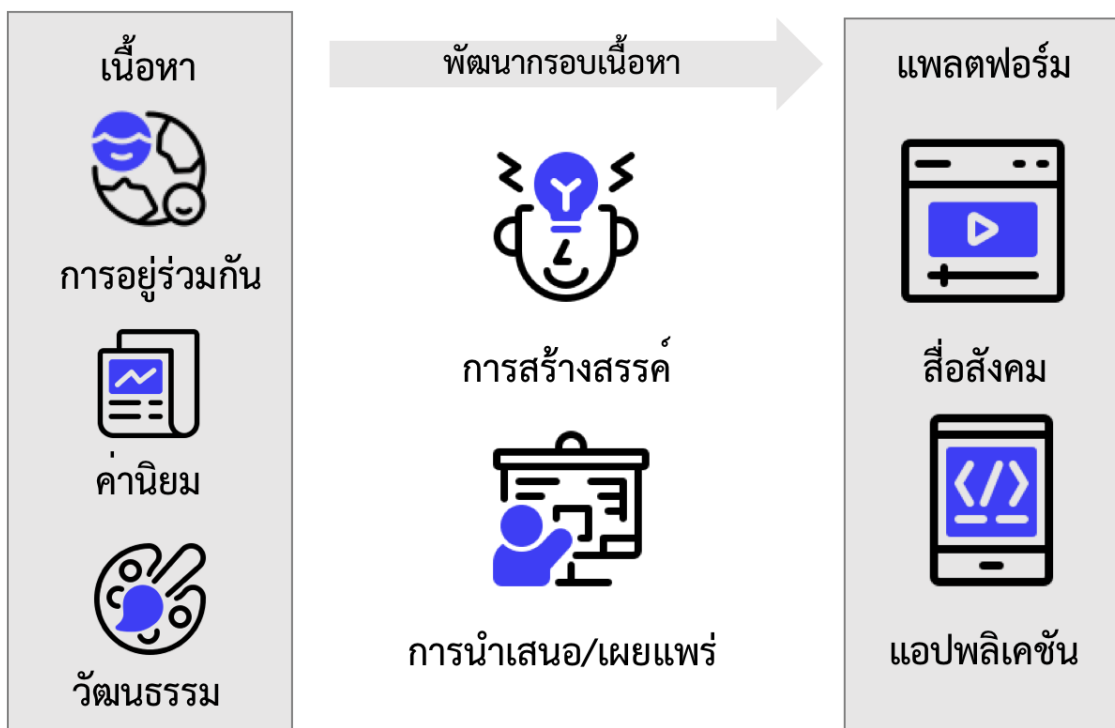 เนื้อหา
การอยู่ร่วมกัน
ค่านิยม
วัฒนธรรม
พัฒนากรอบเนื้อหา
การสร้างสรรค์
การนำเสนอ/เผยแพร่
แพลตฟอร์ม
สื่อสังคม
แอปพลิเคชัน